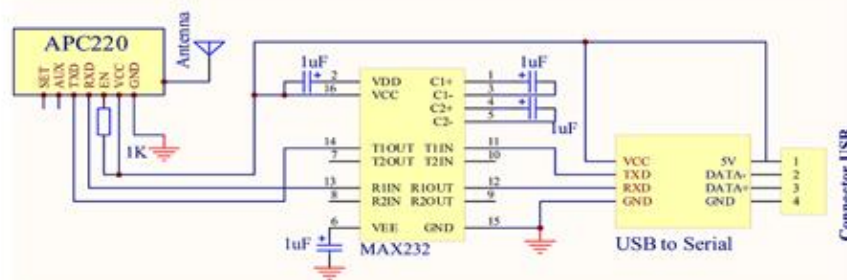 APC220
SET
AUX
TXD
RXD
EN
VCC
GND
Antenna
1K
1uF
+
2
16
VDD
VCC
C1+
C1-
C2+
C2-
1
3
4
5
+
1uF
+
1uF
14
7
T1OUT T1IN
T2OUT T2IN
11
10
13
8
R1IN R1OUT
R2IN R2OUT
12
9
6
VEE GND
15
1uF
+
MAX232
VCC 5V
TXD DATA-
RXD DATA+
GND GND
1
2
3
4
USB to Serial
Connector USB